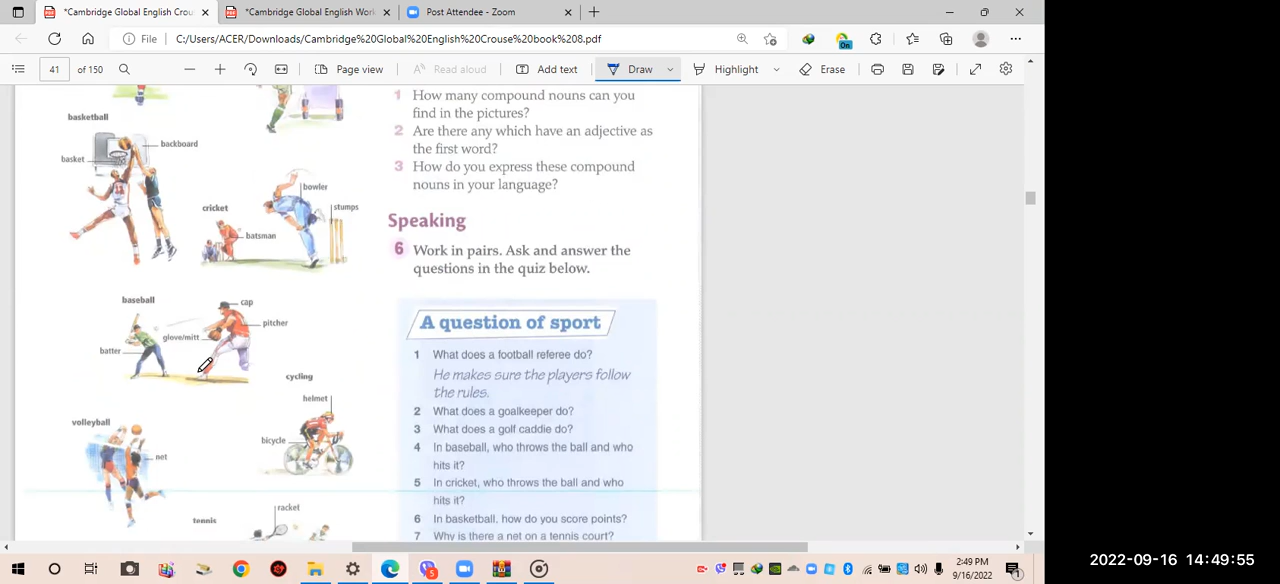 *Cambridge Global English Crou
*Cambridge Global English Work
Post Attendee - Zoom
File
C:/Users/ACER/Downloads/Cambridge%20Global%20English%20Crouse%20book%208.pdf
On
41
of 150
Page view
Read aloud
Add text
Draw
Highlight
Erase
basketball
backboard
basket
bowler
cricket
stumps
batsman
baseball
cap
pitcher
glove/mitt
batter
cycling
helmet
volleyball
bicycle
net
racket
tennis
1 How many compound nouns can you
find in the pictures?
2 Are there any which have an adjective as
the first word?
3 How do you express these compound
nouns in your language?
Speaking
6 Work in pairs. Ask and answer the
questions in the quiz below.
A question of sport
1 What does a football referee do?
He makes sure the players follow
the rules.
2 What does a goalkeeper do?
3 What does a golf caddie do?
4 In baseball, who throws the ball and who
hits it?
5 In cricket, who throws the ball and who
hits it?
6 In basketball, how do you score points?
7 Why is there a net on a tennis court?
2:49 PM
9/16/2022
2022-09-16 14:49:55